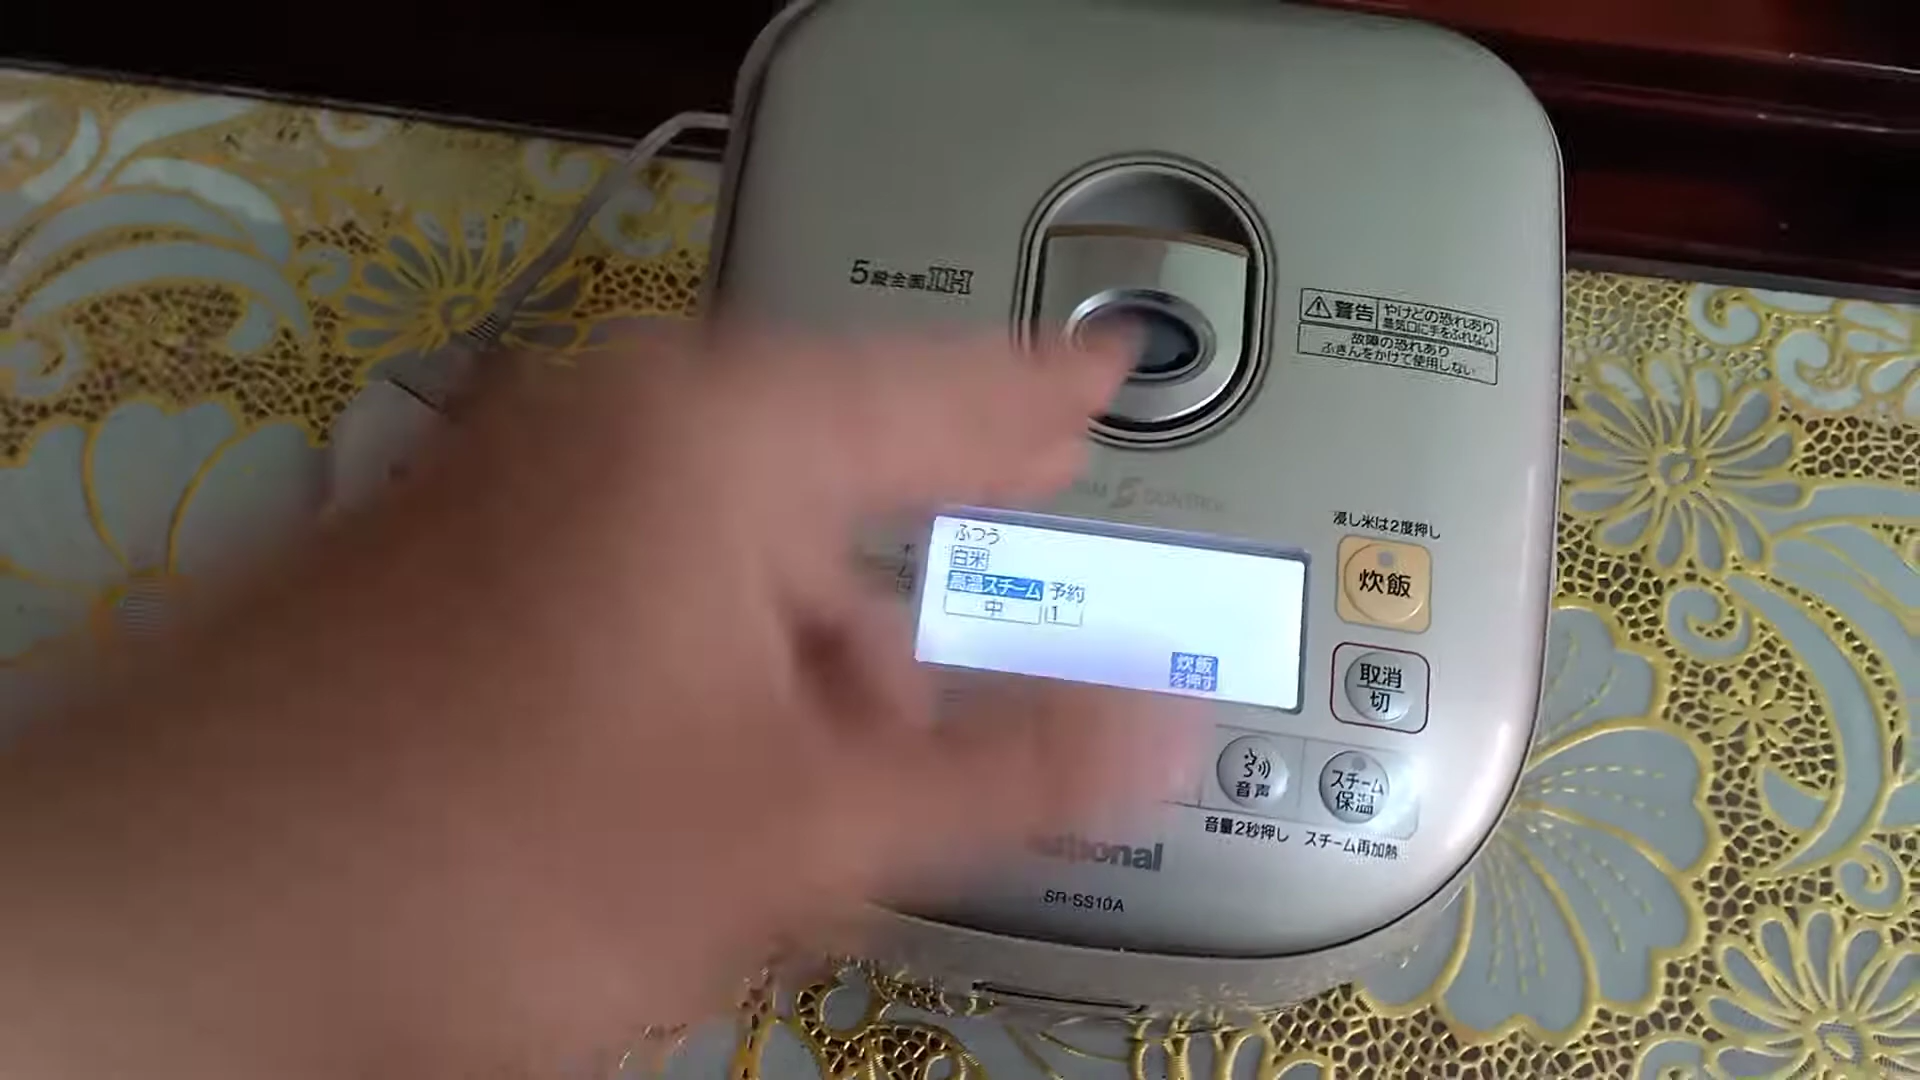 5段全面IH
警告 やけどの恐れあり
蒸気口に手をふれない
故障の恐れあり
ふきんをかけて使用しない
浸し米は2度押し
ふつう
白米
高温スチーム 予約
中 1
炊飯
を押す
炊飯
取消
切
音声
スチーム
保温
音量2秒押し スチーム再加熱
SR-SS10A